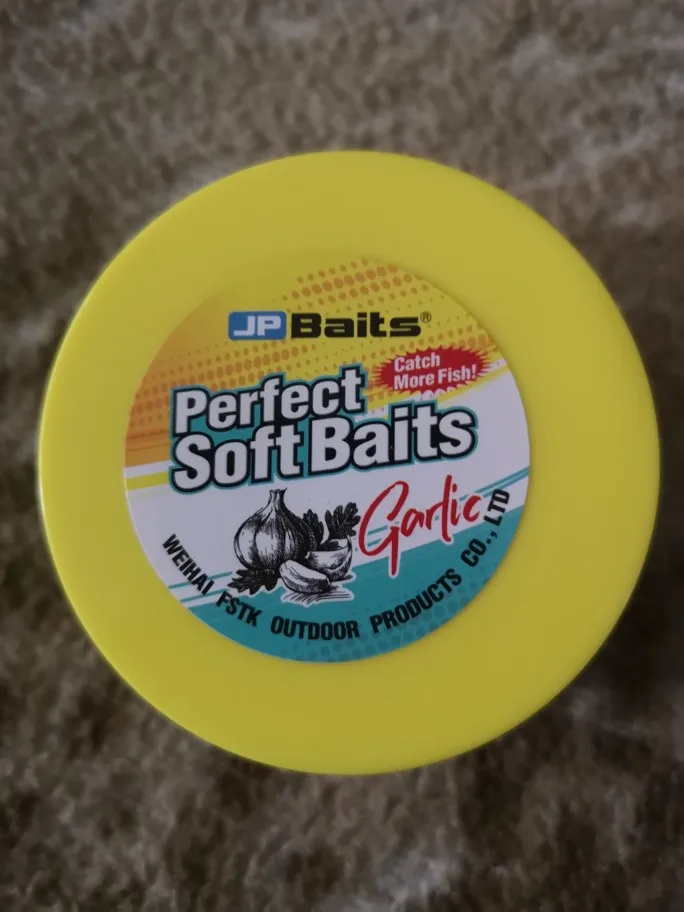 JP Baits®
Catch
More Fish!
Perfect
Soft Baits
Garlic
WEIHAI FSTK OUTDOOR PRODUCTS CO., LTD